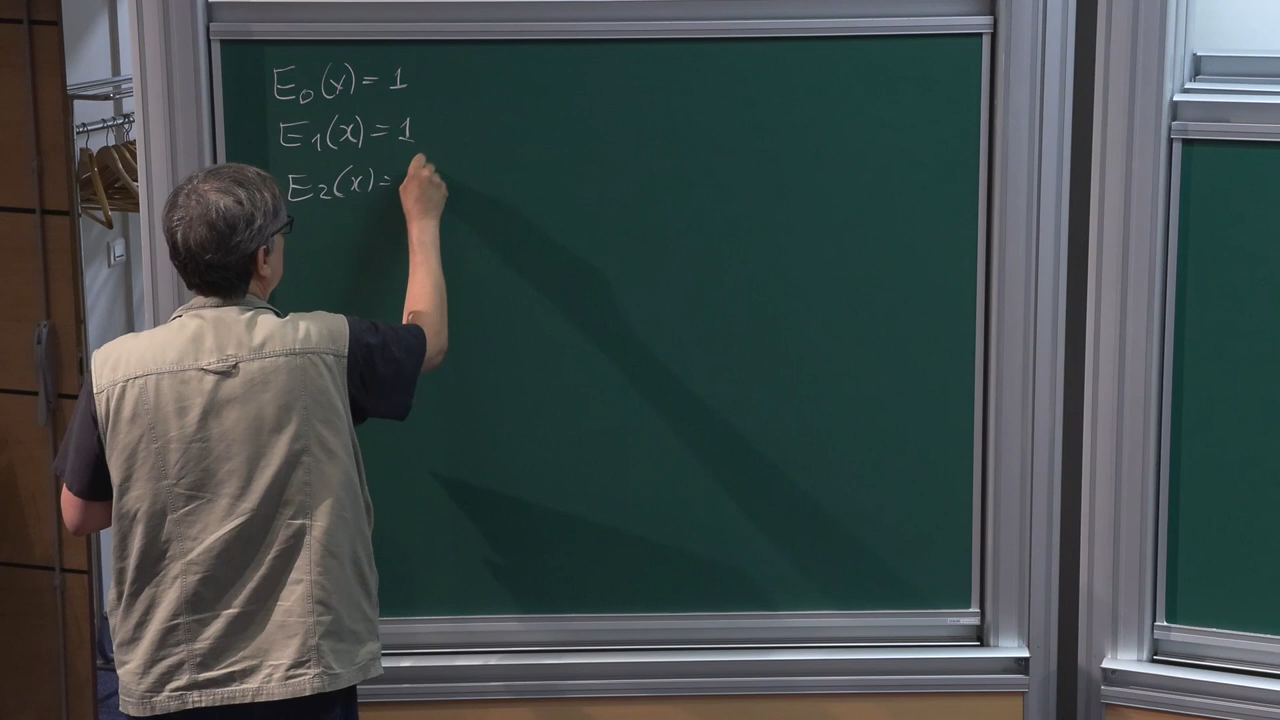 E₀(x) = 1
E₁(x) = 1
E₂(x) =